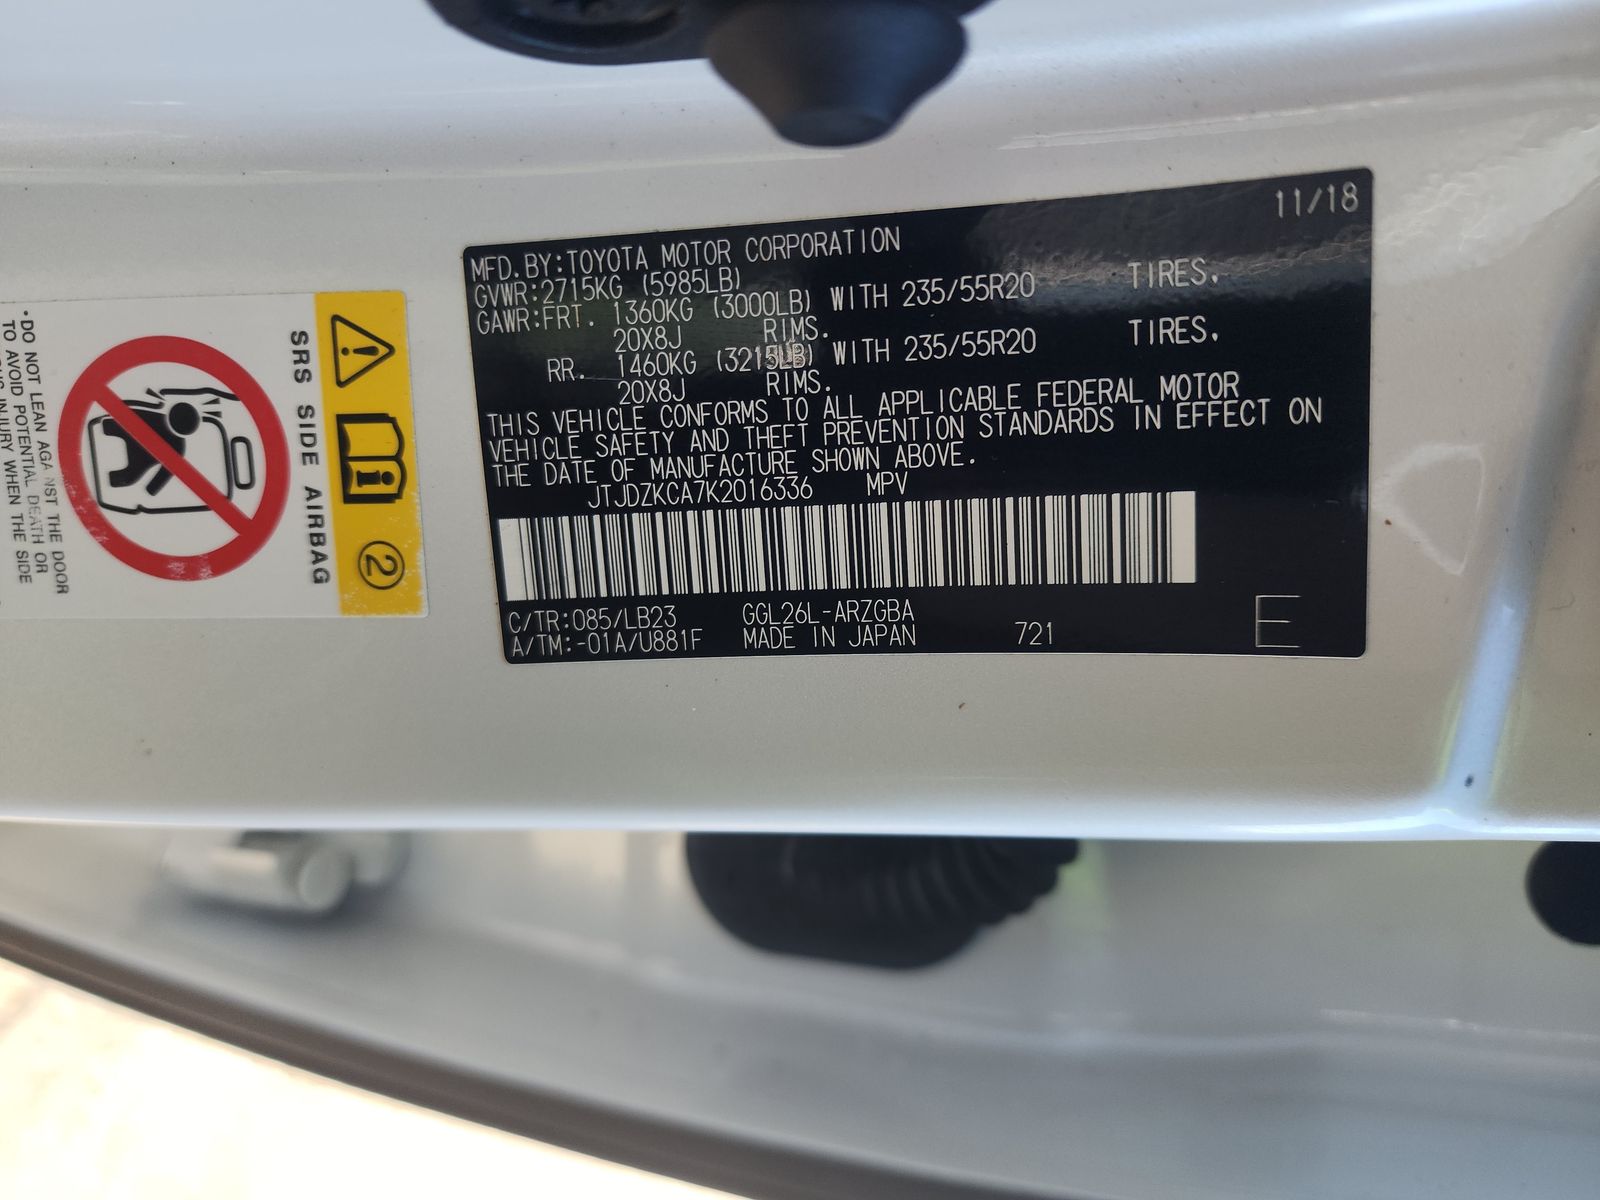 11/18
MFD.BY:TOYOTA MOTOR CORPORATION
GVWR:2715KG (5985LB)
GAWR:FRT. 1360KG (3000LB) WITH 235/55R20 TIRES.
20X8J RIMS.
RR. 1460KG (3215LB) WITH 235/55R20 TIRES.
20X8J RIMS.
THIS VEHICLE CONFORMS TO ALL APPLICABLE FEDERAL MOTOR
VEHICLE SAFETY AND THEFT PREVENTION STANDARDS IN EFFECT ON
THE DATE OF MANUFACTURE SHOWN ABOVE.
JTJDZKCA7K2016336 MPV
C/TR:085/LB23 GGL26L-ARZGBA
A/TM:-01A/U881F MADE IN JAPAN 721 E
2
SRS SIDE AIRBAG
•DO NOT LEAN AGAINST THE DOOR
TO AVOID POTENTIAL DEATH OR
INJURY WHEN THE SIDE